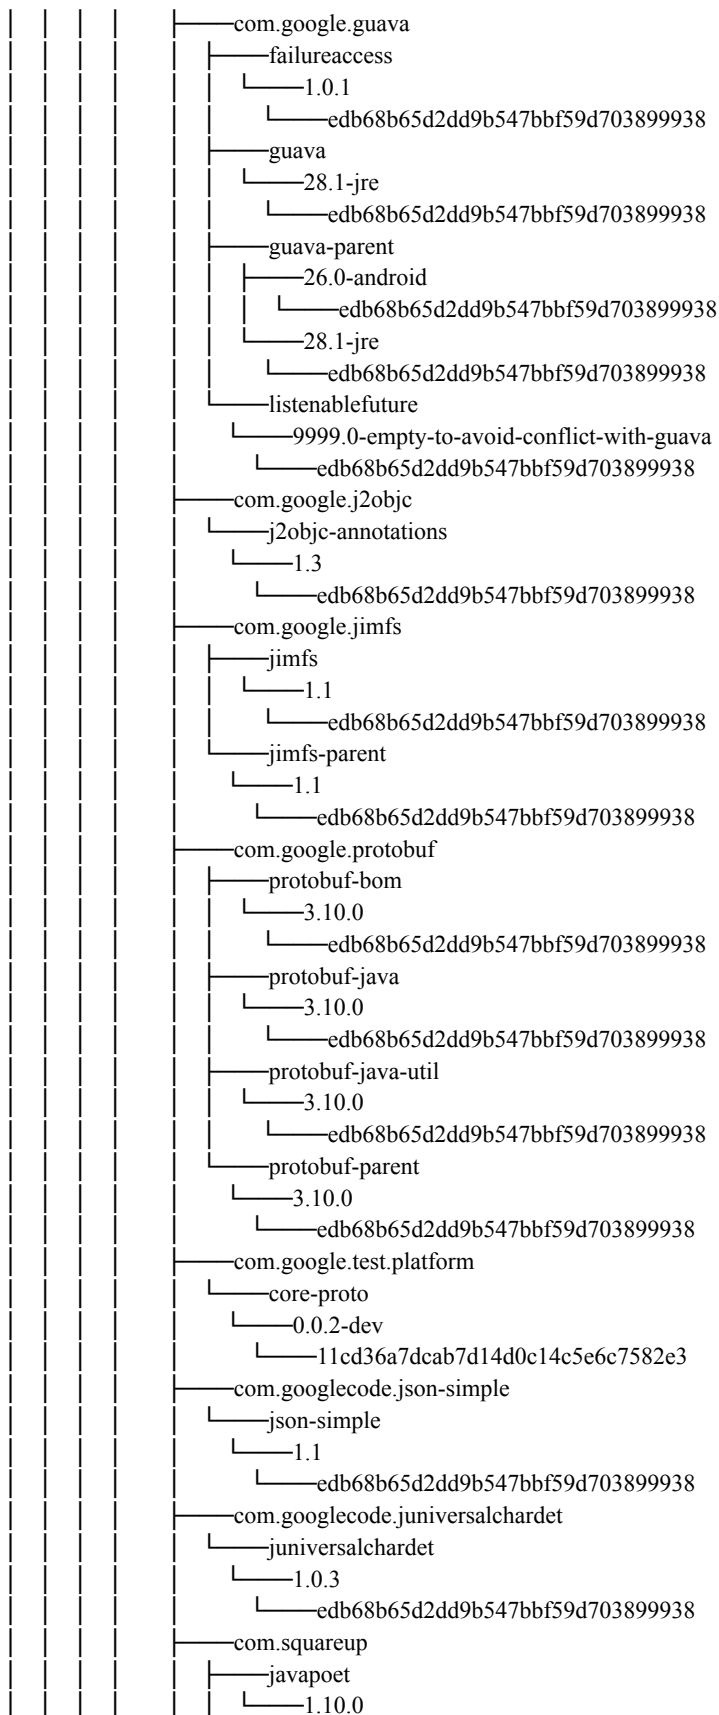 com.google.guava
failureaccess
1.0.1
edb68b65d2dd9b547bbf59d703899938
guava
28.1-jre
edb68b65d2dd9b547bbf59d703899938
guava-parent
26.0-android
edb68b65d2dd9b547bbf59d703899938
28.1-jre
edb68b65d2dd9b547bbf59d703899938
listenablefuture
9999.0-empty-to-avoid-conflict-with-guava
edb68b65d2dd9b547bbf59d703899938
com.google.j2objc
j2objc-annotations
1.3
edb68b65d2dd9b547bbf59d703899938
com.google.jimfs
jimfs
1.1
edb68b65d2dd9b547bbf59d703899938
jimfs-parent
1.1
edb68b65d2dd9b547bbf59d703899938
com.google.protobuf
protobuf-bom
3.10.0
edb68b65d2dd9b547bbf59d703899938
protobuf-java
3.10.0
edb68b65d2dd9b547bbf59d703899938
protobuf-java-util
3.10.0
edb68b65d2dd9b547bbf59d703899938
protobuf-parent
3.10.0
edb68b65d2dd9b547bbf59d703899938
com.google.test.platform
core-proto
0.0.2-dev
11cd36a7dcab7d14d0c14c5e6c7582e3
com.googlecode.json-simple
json-simple
1.1
edb68b65d2dd9b547bbf59d703899938
com.googlecode.juniversalchardet
juniversalchardet
1.0.3
edb68b65d2dd9b547bbf59d703899938
com.squareup
javapoet
1.10.0